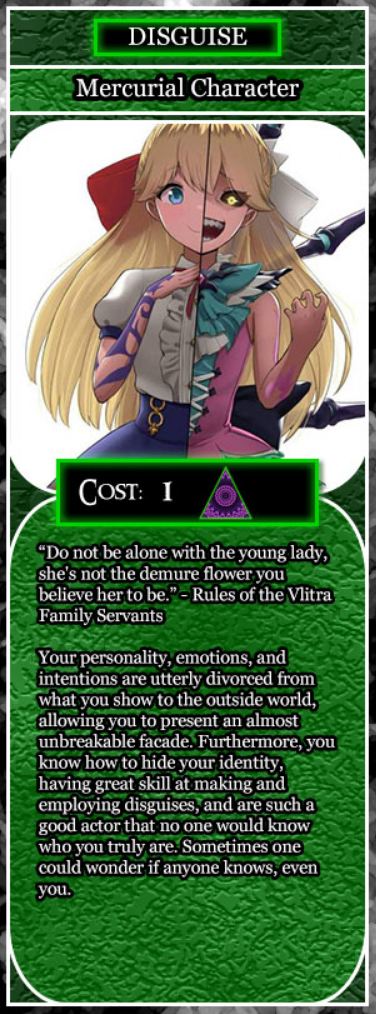 DISGUISE
Mercurial Character
COST: 1
“Do not be alone with the young lady,
she's not the demure flower you
believe her to be.” - Rules of the Vlitra
Family Servants
Your personality, emotions, and
intentions are utterly divorced from
what you show to the outside world,
allowing you to present an almost
unbreakable facade. Furthermore, you
know how to hide your identity,
having great skill at making and
employing disguises, and are such a
good actor that no one would know
who you truly are. Sometimes one
could wonder if anyone knows, even
you.